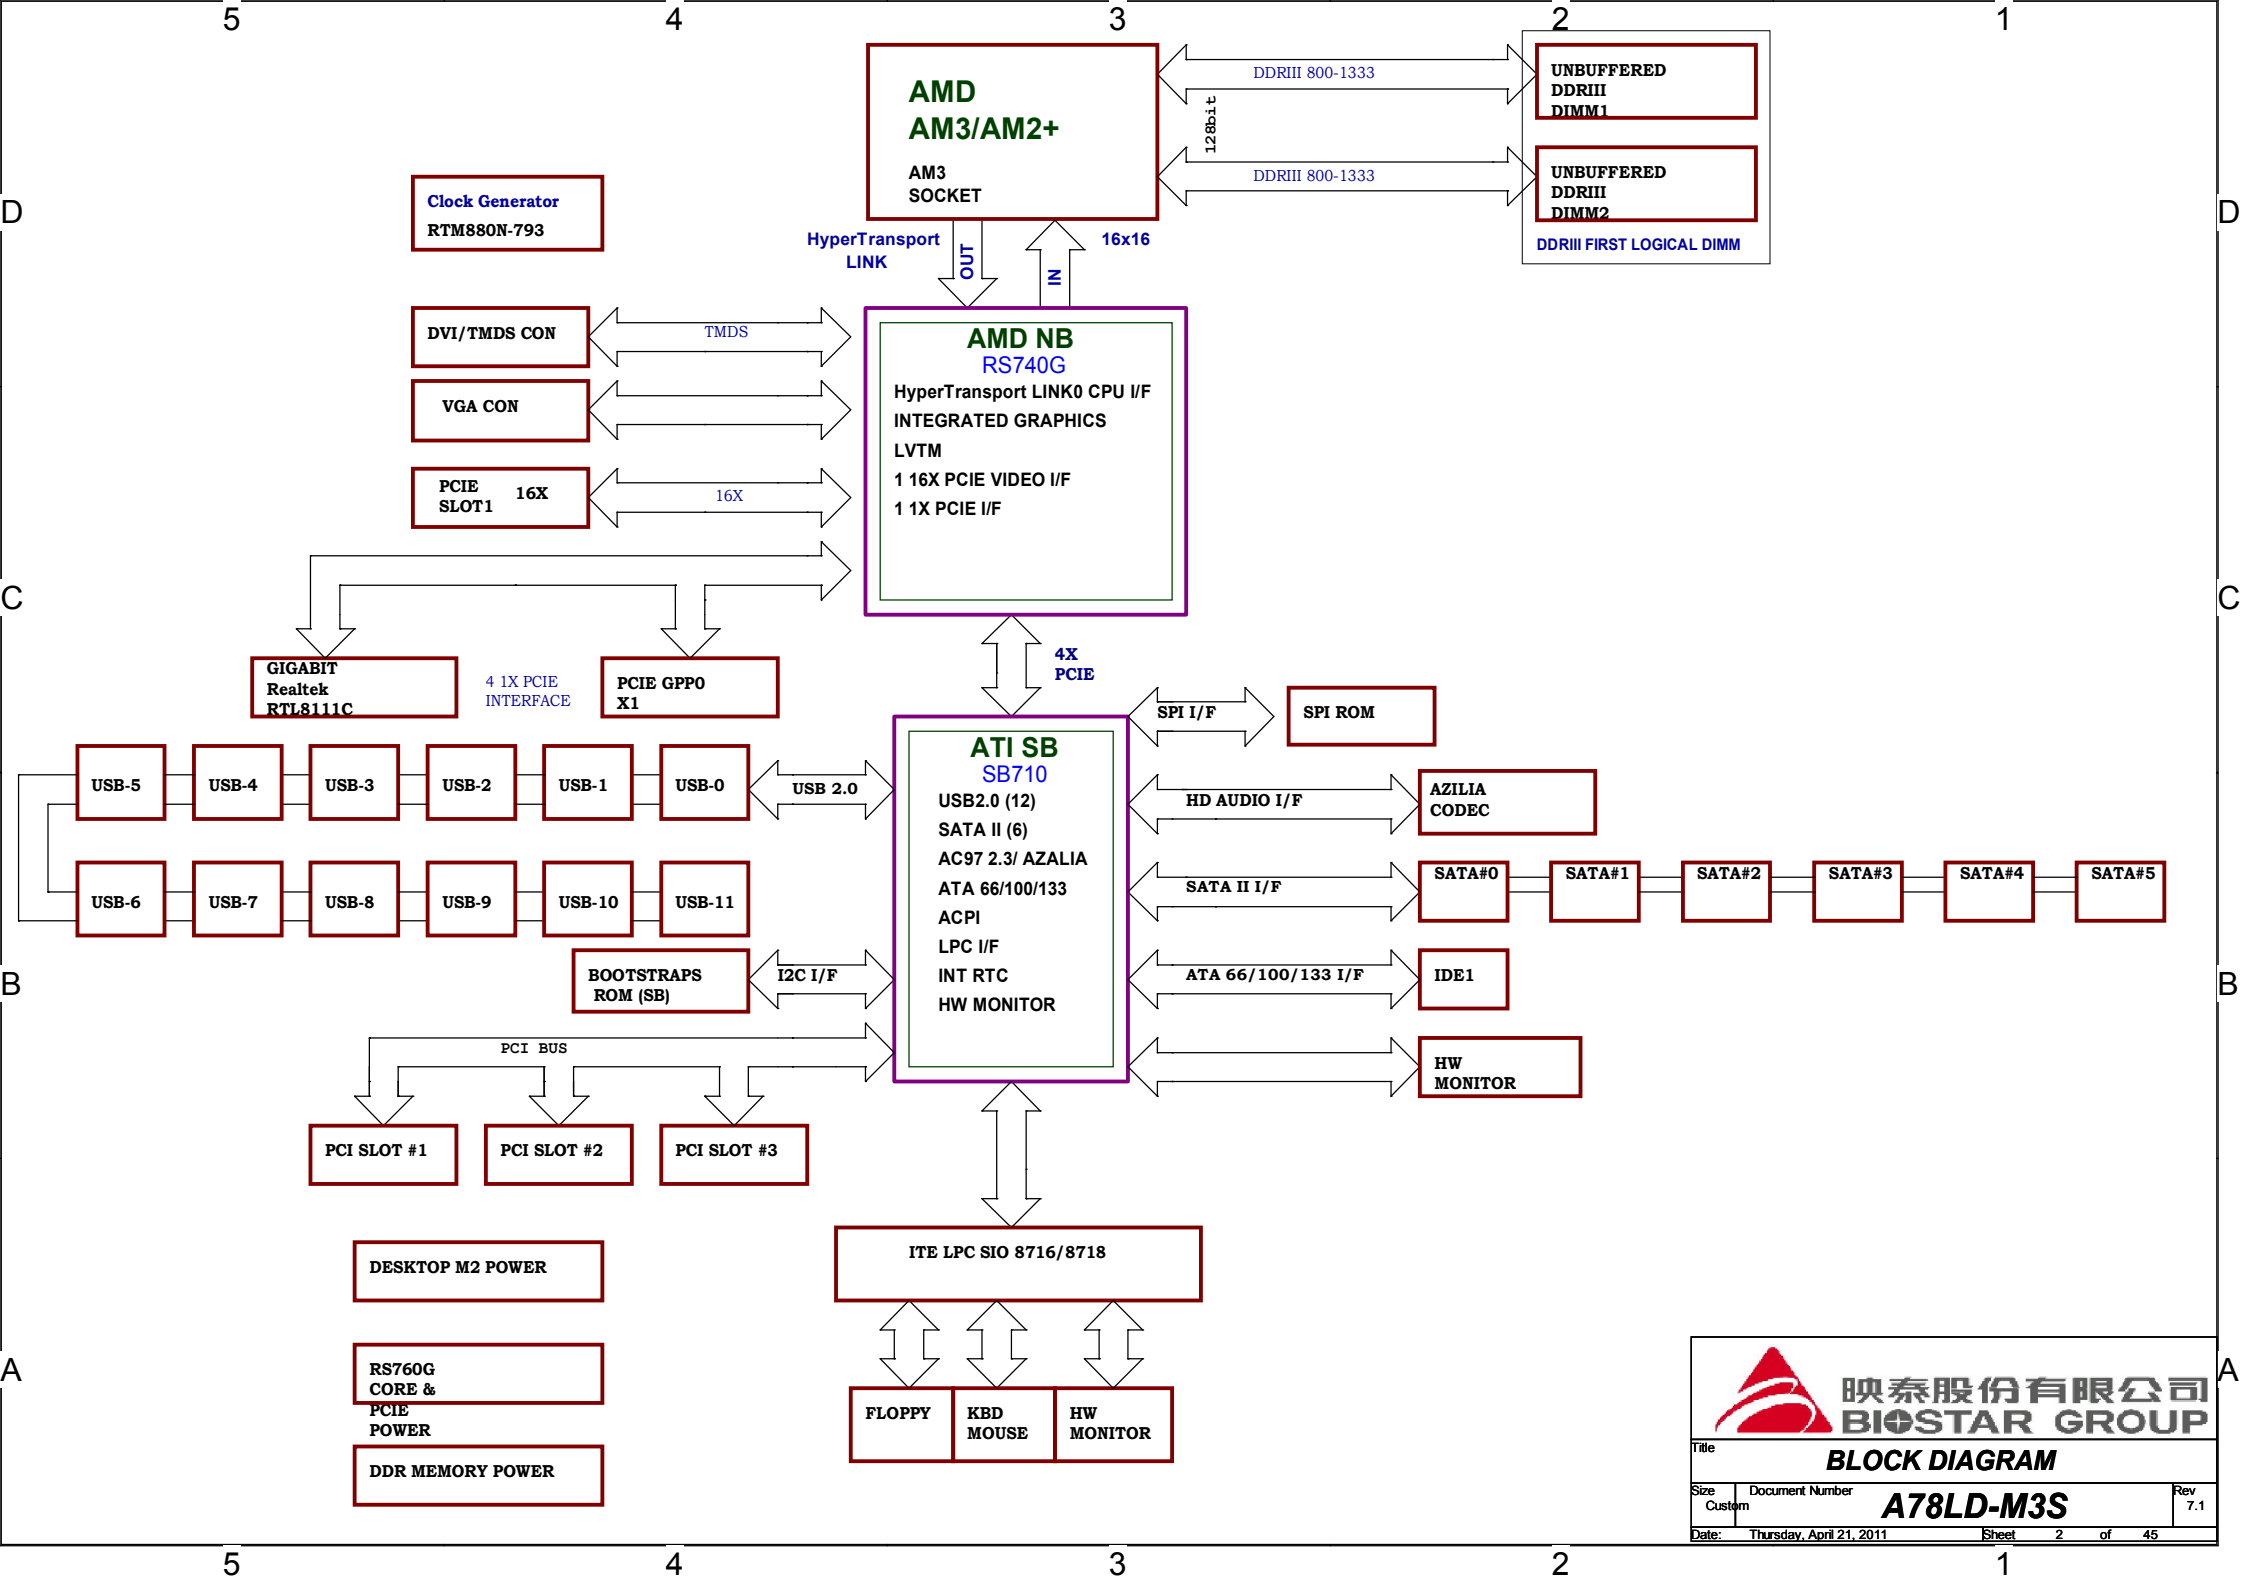 5 4 3 2 1
D
D
C
C
B
B
A
A
AMD
AM3/AM2+
AM3
SOCKET
DDRIII 800-1333
128bit
DDRIII 800-1333
UNBUFFERED
DDRIII
DIMM1
UNBUFFERED
DDRIII
DIMM2
DDRIII FIRST LOGICAL DIMM
Clock Generator
RTM880N-793
HyperTransport
LINK
OUT
IN
16x16
DVI/TMDS CON
TMDS
VGA CON
PCIE
SLOT1
16X
16X
AMD NB
RS740G
HyperTransport LINK0 CPU I/F
INTEGRATED GRAPHICS
LVTM
1 16X PCIE VIDEO I/F
1 1X PCIE I/F
GIGABIT
Realtek
RTL8111C
4 1X PCIE
INTERFACE
PCIE GPP0
X1
4X
PCIE
SPI I/F
SPI ROM
ATI SB
SB710
USB2.0 (12)
SATA II (6)
AC97 2.3/ AZALIA
ATA 66/100/133
ACPI
LPC I/F
INT RTC
HW MONITOR
USB-5
USB-4
USB-3
USB-2
USB-1
USB-0
USB 2.0
USB-6
USB-7
USB-8
USB-9
USB-10
USB-11
HD AUDIO I/F
AZILIA
CODEC
SATA II I/F
SATA#0
SATA#1
SATA#2
SATA#3
SATA#4
SATA#5
BOOTSTRAPS
ROM (SB)
I2C I/F
ATA 66/100/133 I/F
IDE1
PCI BUS
HW
MONITOR
PCI SLOT #1
PCI SLOT #2
PCI SLOT #3
ITE LPC SIO 8716/8718
DESKTOP M2 POWER
RS760G
CORE &
PCIE
POWER
DDR MEMORY POWER
FLOPPY
KBD
MOUSE
HW
MONITOR
映泰股份有限公司
BIOSTAR GROUP
Title
BLOCK DIAGRAM
Size
Custom
Document Number
A78LD-M3S
Rev
7.1
Date: Thursday, April 21, 2011
Sheet 2 of 45
5 4 3 2 1